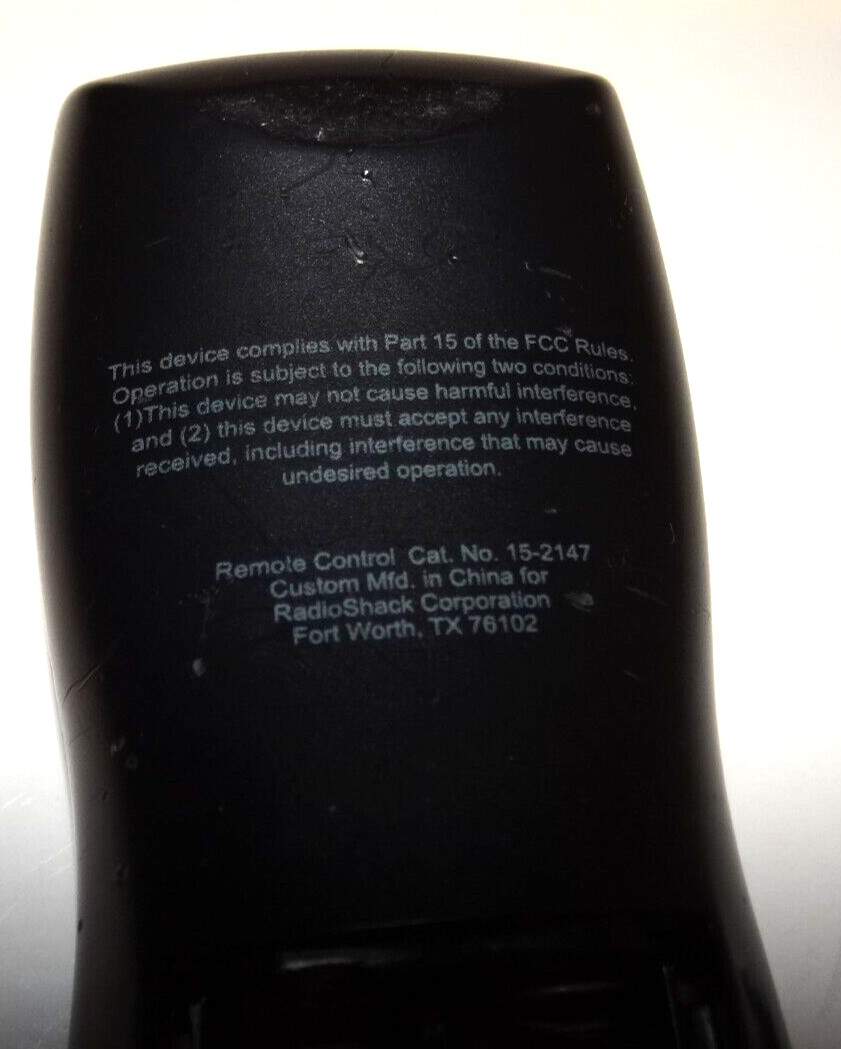 This device complies with Part 15 of the FCC Rules.
Operation is subject to the following two conditions:
(1)This device may not cause harmful interference,
and (2) this device must accept any interference
received, including interference that may cause
undesired operation.
Remote Control Cat. No. 15-2147
Custom Mfd. in China for
RadioShack Corporation
Fort Worth, TX 76102